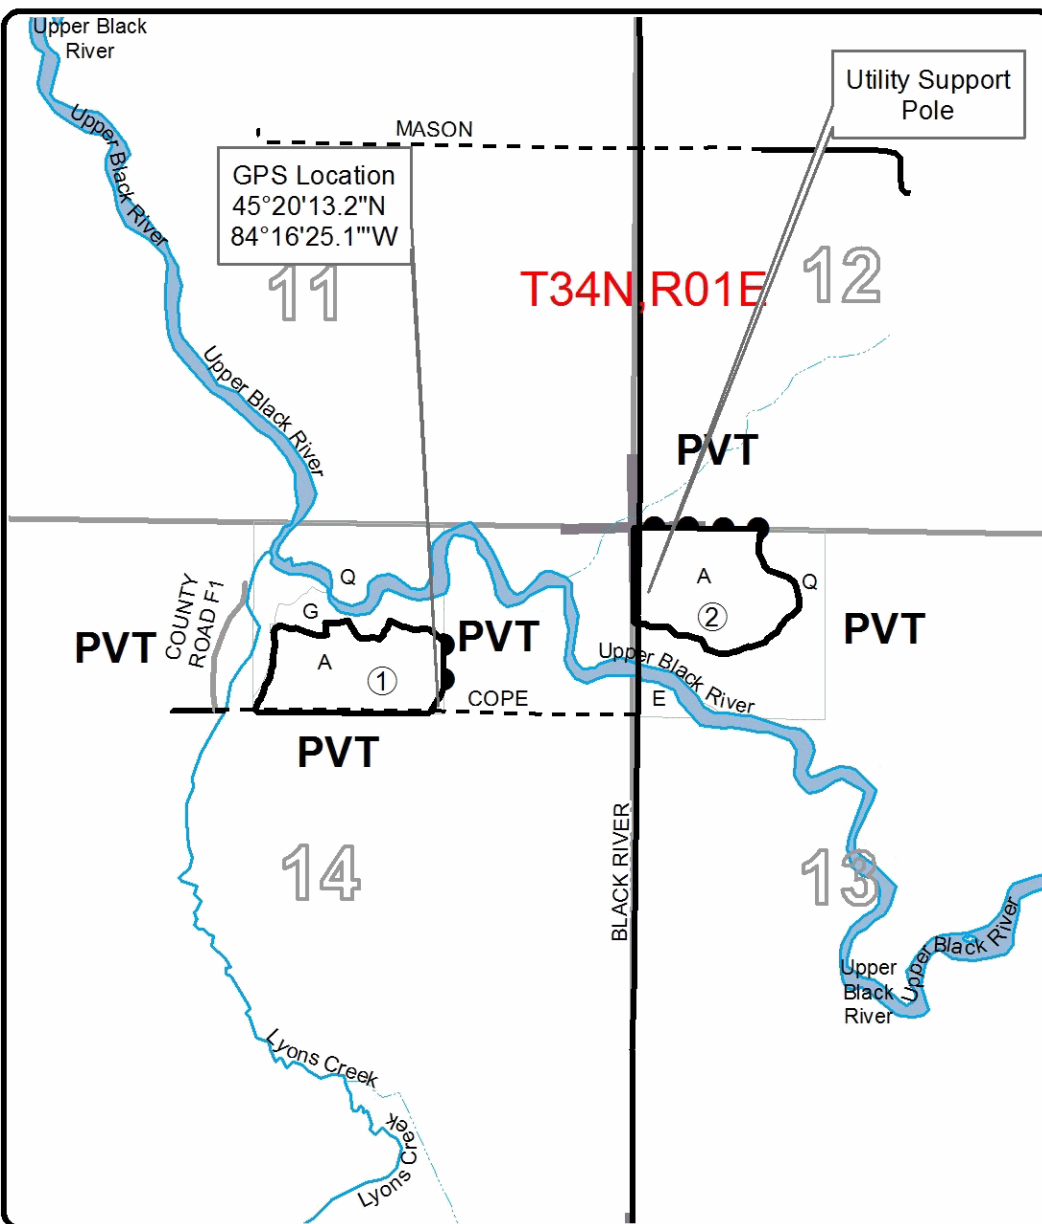 Upper Black
River
Utility Support
Pole
Upper Black River
MASON
GPS Location
45°20'13.2"N
84°16'25.1'"W
11
T34N,R01E
12
Upper Black River
PVT
Q
A
Q
COUNTY
ROAD F1
G
2
PVT
PVT
PVT
A
1
Upper Black River
COPE
E
PVT
BLACK RIVER
14
13
Upper Black River
Upper
Black
River
Lyons Creek
Lyons Creek